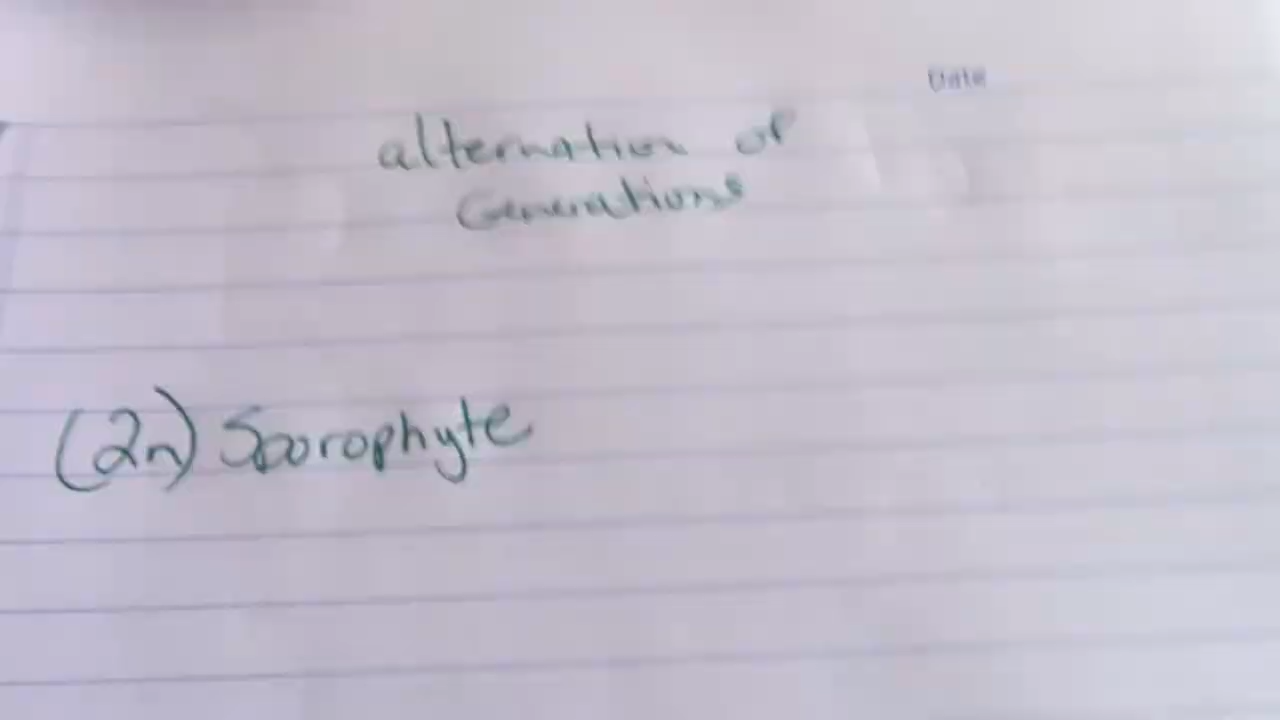 Date
alternation of
Generations
(2n) Sporophyte